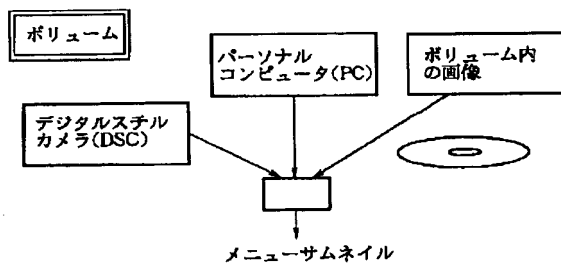 ボリューム
パーソナル
コンピュータ(PC)
ボリューム内
の画像
デジタルスチル
カメラ(DSC)
メニューサムネイル